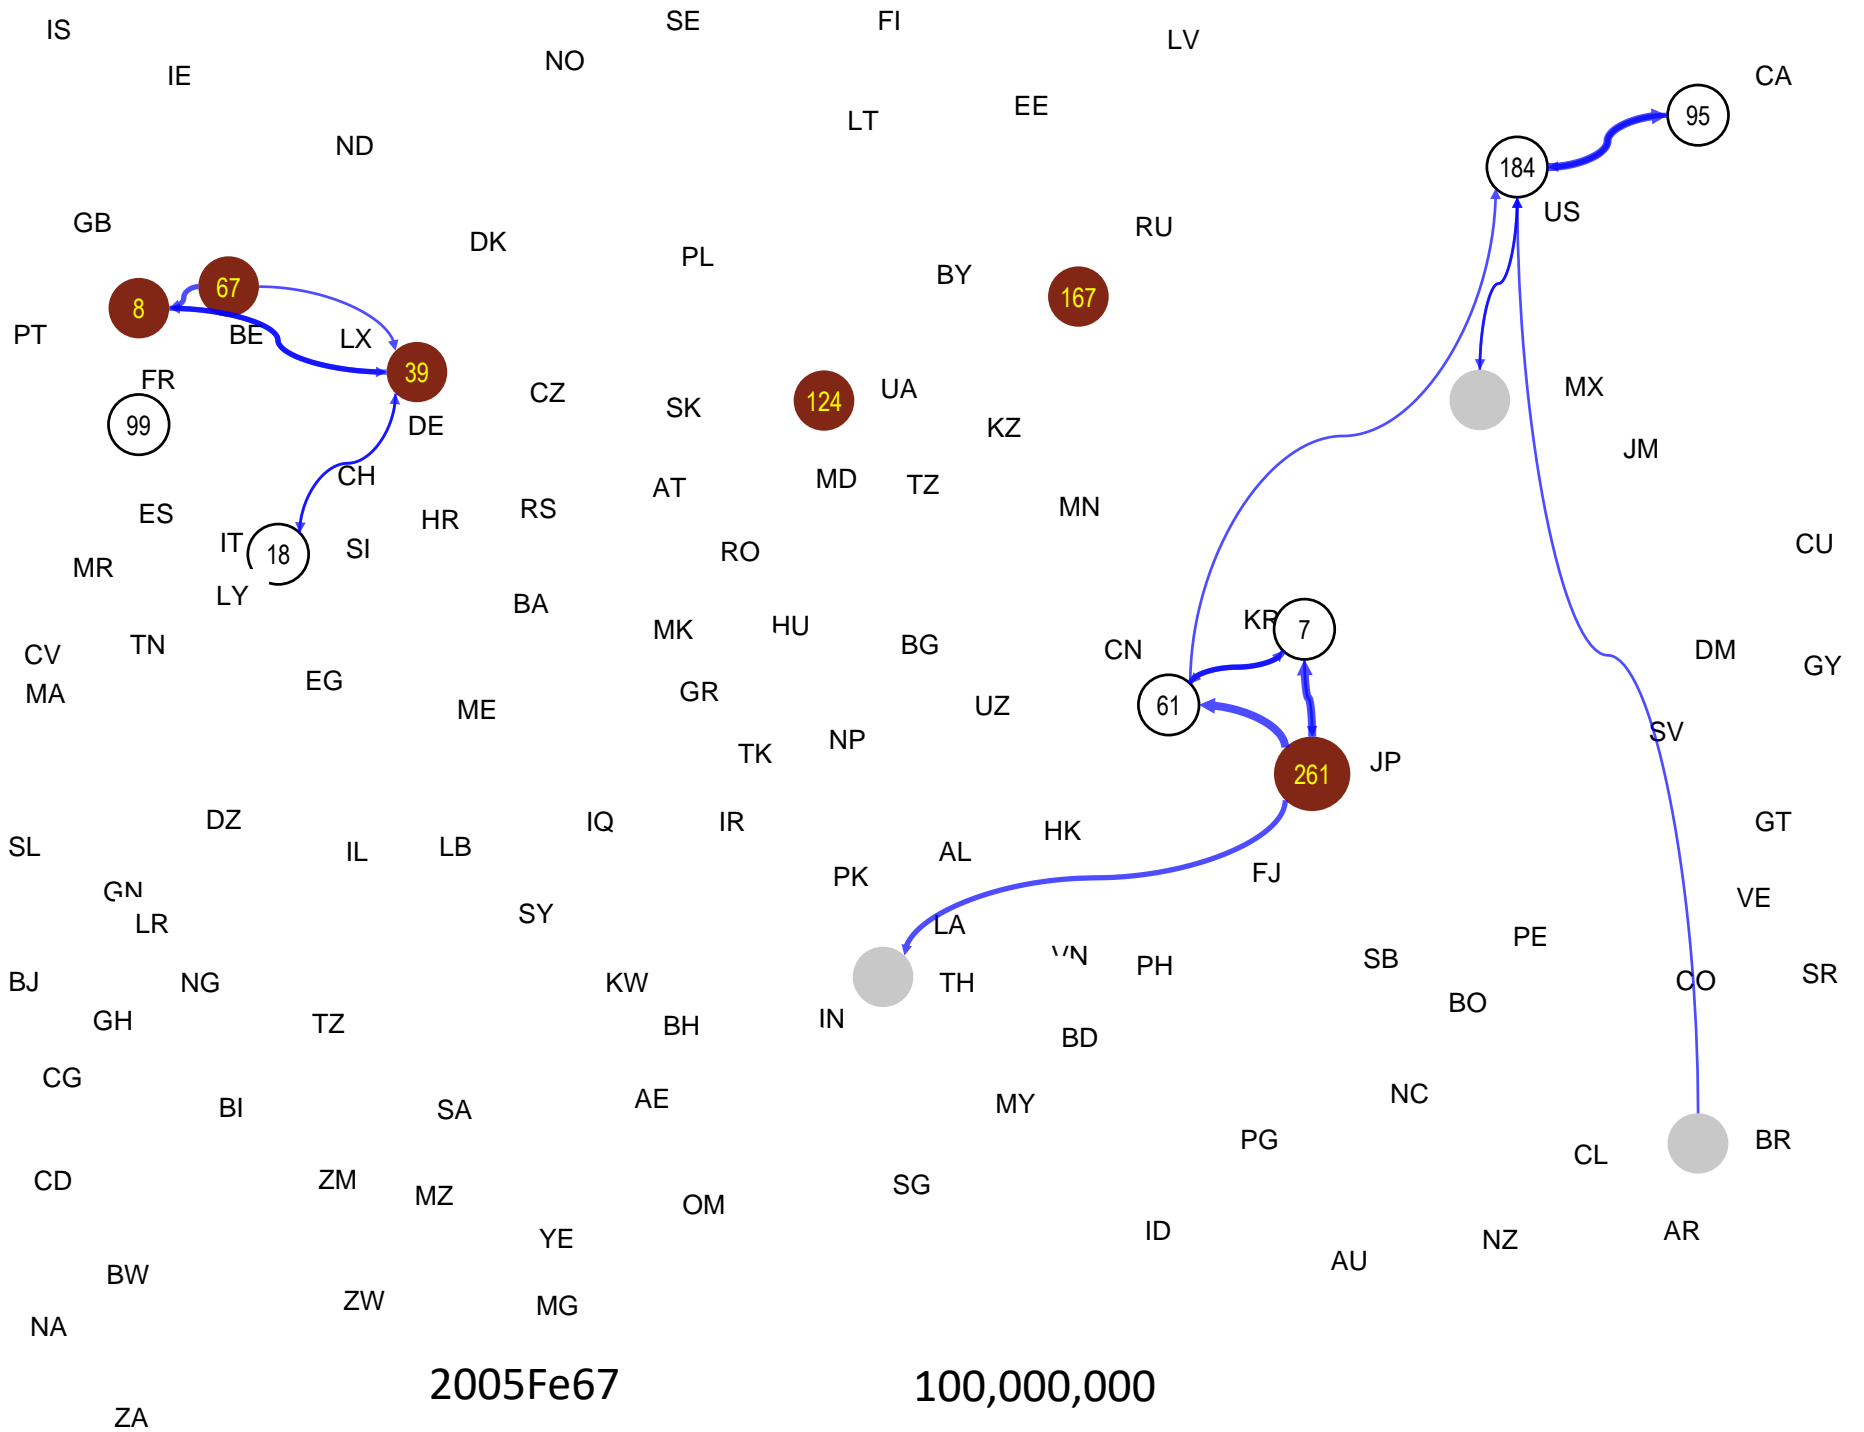 IS
SE
FI
LV
NO
IE
CA
EE
95
LT
ND
184
US
GB
RU
DK
PL
BY
67
167
8
PT
BE
LX
39
FR
MX
UA
CZ
124
SK
99
DE
KZ
JM
CH
MD
TZ
AT
MN
RS
ES
HR
IT
18
SI
RO
CU
MR
LY
BA
KR
7
HU
MK
TN
BG
CN
DM
CV
GY
EG
MA
GR
61
UZ
ME
SV
NP
TK
JP
261
DZ
IQ
IR
GT
HK
SL
LB
IL
AL
FJ
PK
GN
VE
SY
LR
LA
PE
VN
SB
PH
SR
BJ
NG
KW
TH
CO
BO
GH
TZ
BH
IN
BD
CG
NC
AE
MY
BI
SA
PG
BR
CL
CD
ZM
SG
MZ
OM
ID
AR
YE
NZ
AU
BW
ZW
MG
NA
2005Fe67
100,000,000
ZA